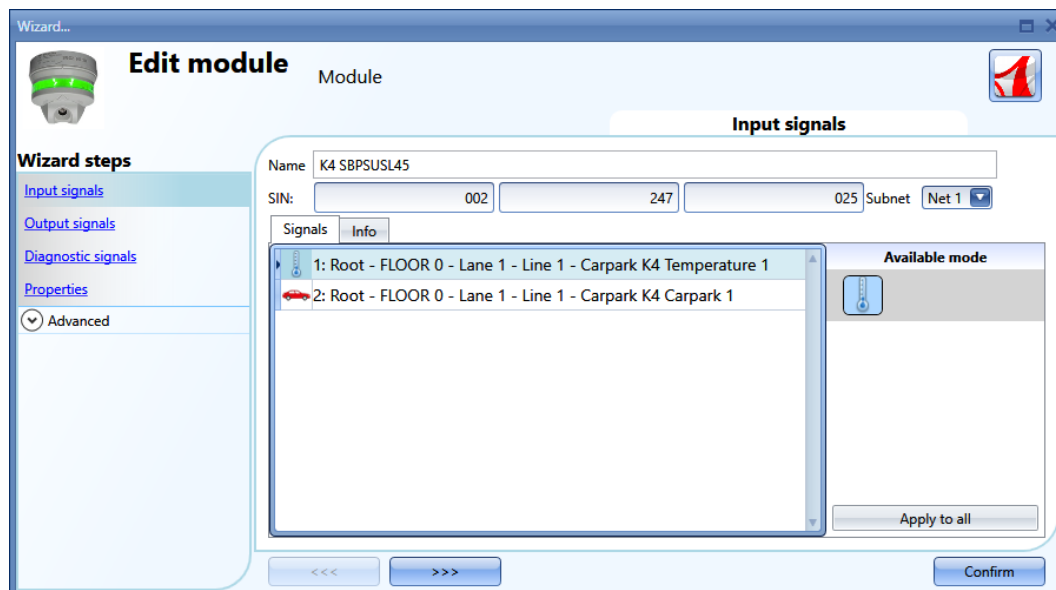 Wizard...
Edit module
Module
Input signals
Wizard steps
Input signals
Output signals
Diagnostic signals
Properties
Advanced
Name K4 SBPSUSL45
SIN: 002 247 025 Subnet Net 1
Signals Info
1: Root - FLOOR 0 - Lane 1 - Line 1 - Carpark K4 Temperature 1
2: Root - FLOOR 0 - Lane 1 - Line 1 - Carpark K4 Carpark 1
Available mode
Apply to all
<<< >>> Confirm